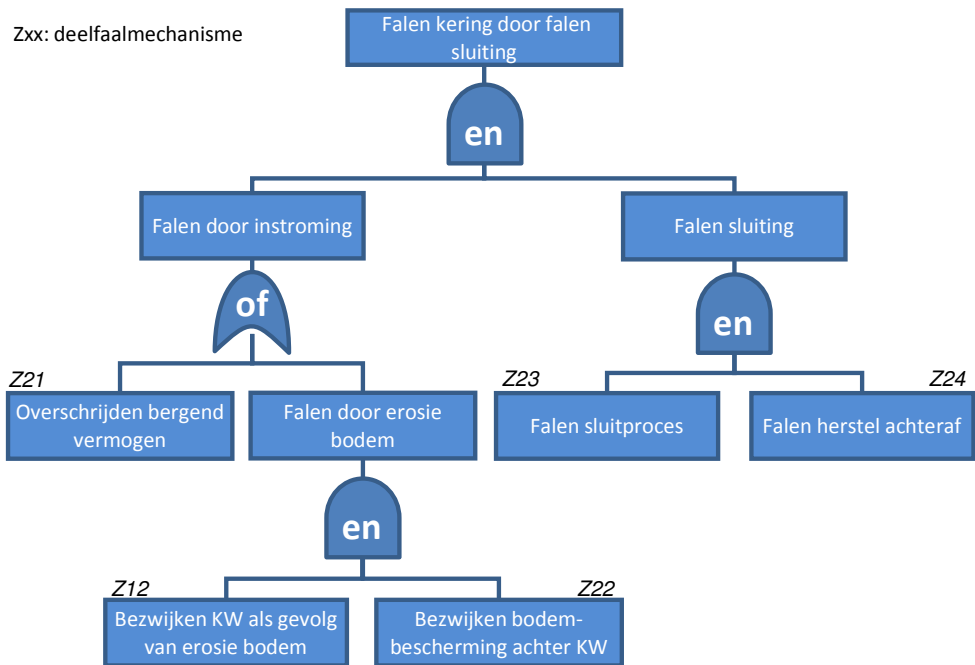 Zxx: deelfaalmechanisme
Falen kering door falen
sluiting
en
Falen door instroming
Falen sluiting
of
en
Z21
Overschrijden bergend
vermogen
Falen door erosie
bodem
Z23
Falen sluitproces
Z24
Falen herstel achteraf
en
Z12
Bezwijken KW als gevolg
van erosie bodem
Z22
Bezwijken bodem-
bescherming achter KW